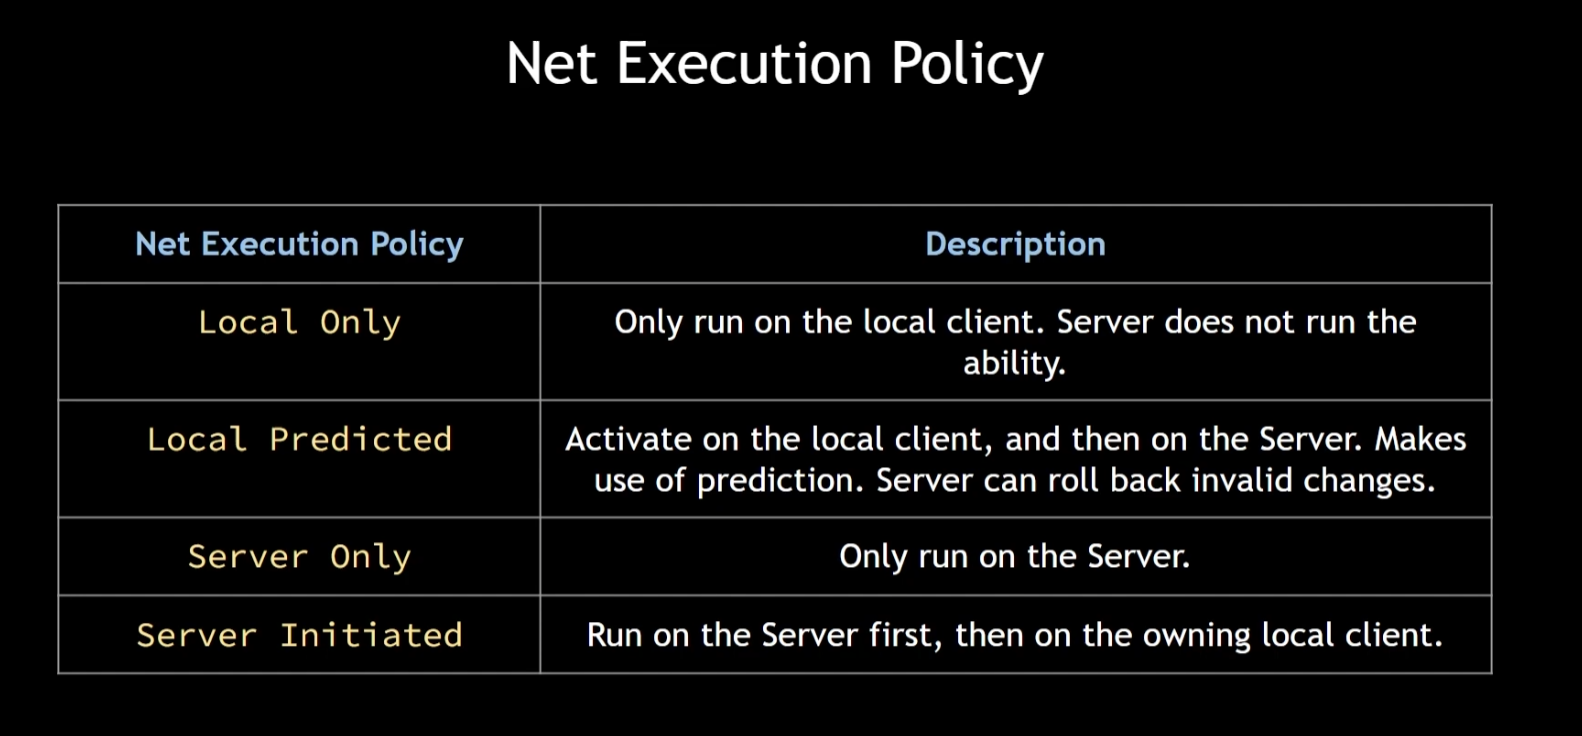 Net Execution Policy
Net Execution Policy
Description
Local Only
Only run on the local client. Server does not run the
ability.
Local Predicted
Activate on the local client, and then on the Server. Makes
use of prediction. Server can roll back invalid changes.
Server Only
Only run on the Server.
Server Initiated
Run on the Server first, then on the owning local client.